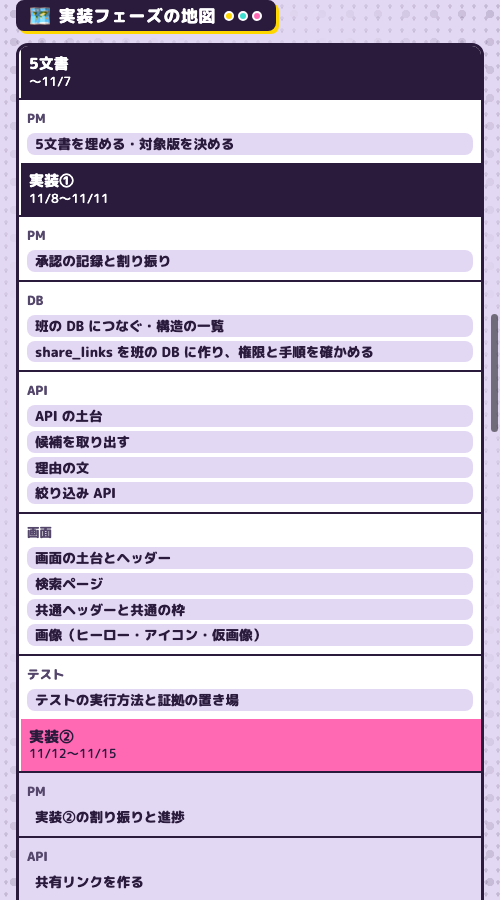 実装フェーズの地図
5文書
〜11/7
PM
5文書を埋める・対象版を決める
実装①
11/8〜11/11
PM
承認の記録と割り振り
DB
班の DB につなぐ・構造の一覧
share_links を班の DB に作り、権限と手順を確かめる
API
API の土台
候補を取り出す
理由の文
絞り込み API
画面
画面の土台とヘッダー
検索ページ
共通ヘッダーと共通の枠
画像（ヒーロー・アイコン・仮画像）
テスト
テストの実行方法と証拠の置き場
実装②
11/12〜11/15
PM
実装②の割り振りと進捗
API
共有リンクを作る